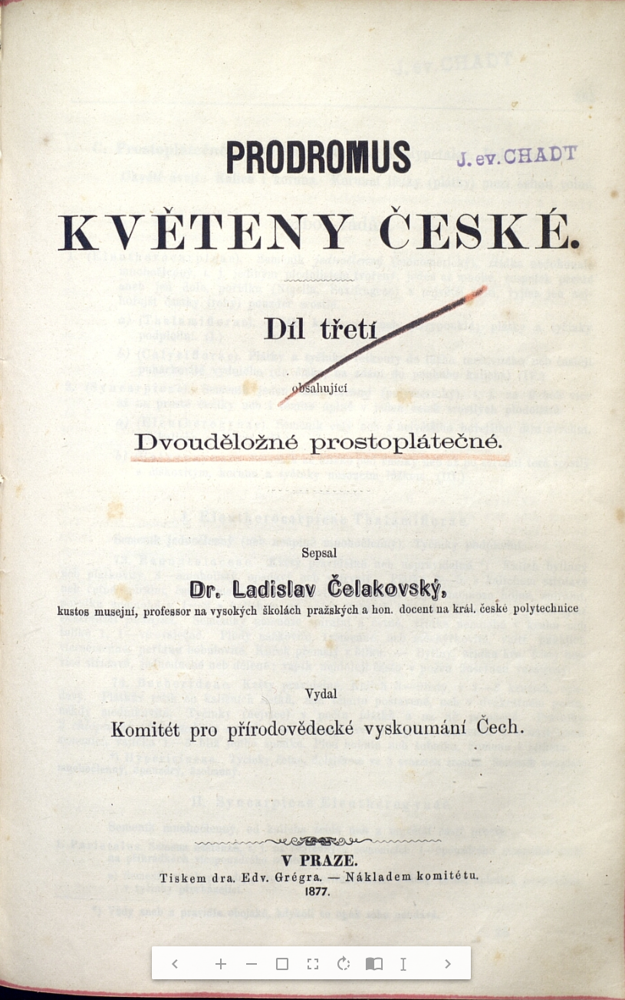 PRODROMUS
J. ev. CHADT
KVĚTENY ČESKÉ.
Díl třetí
obsahující
Dvouděložné prostoplátečné.
Sepsal
Dr. Ladislav Čelakovský,
kustos musejní, professor na vysokých školách pražských a hon. docent na král. české polytechnice
Vydal
Komitét pro přírodovědecké vyskoumání Čech.
V PRAZE.
Tiskem dra. Edv. Grégra. — Nákladem komitétu.
1877.